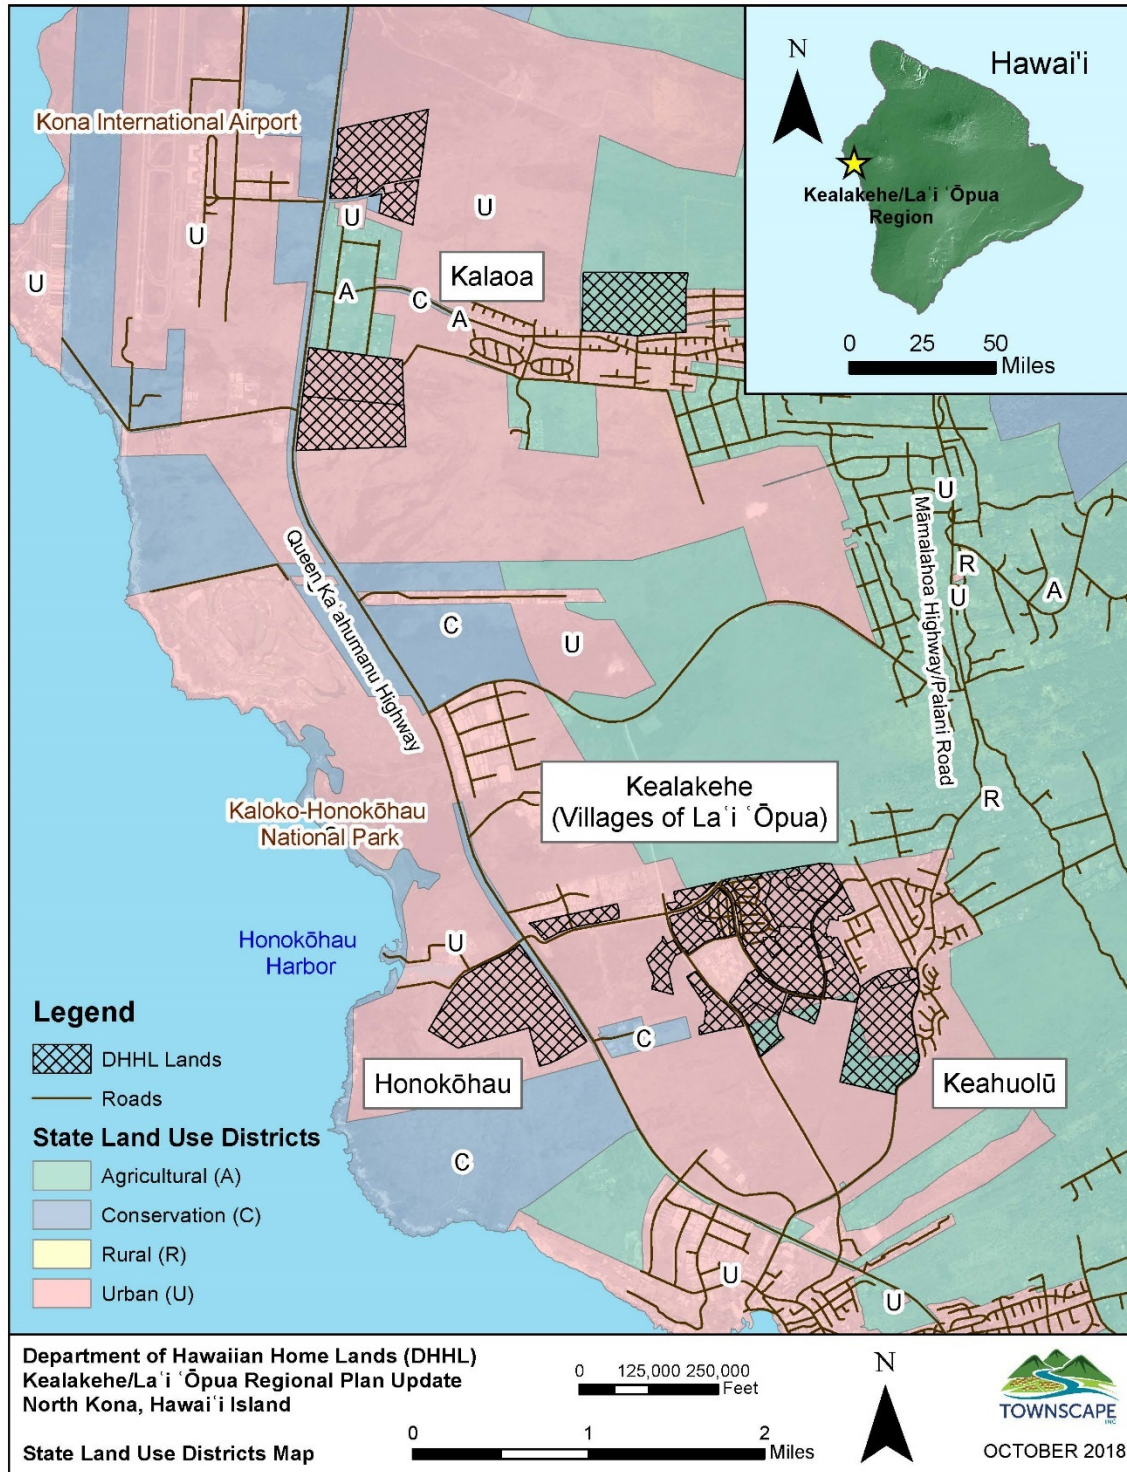 N
Hawai'i
Kealakehe/Laʻi ʻŌpua
Region
0 25 50
Miles
Kona International Airport
U
U
U
U
Kalaoa
A
C
A
U
Māmalahoa Highway/Palani Road
R
U
A
Queen Kaʻahumanu Highway
C
U
Kealakehe
(Villages of Laʻi ʻŌpua)
R
Kaloko-Honokōhau
National Park
Honokōhau
Harbor
U
C
Honokōhau
Keahuolū
C
U
U
Legend
DHHL Lands
Roads
State Land Use Districts
Agricultural (A)
Conservation (C)
Rural (R)
Urban (U)
Department of Hawaiian Home Lands (DHHL)
Kealakehe/Laʻi ʻŌpua Regional Plan Update
North Kona, Hawaiʻi Island
State Land Use Districts Map
0 125,000 250,000
Feet
0 1 2
Miles
N
TOWNSCAPE
INC
OCTOBER 2018